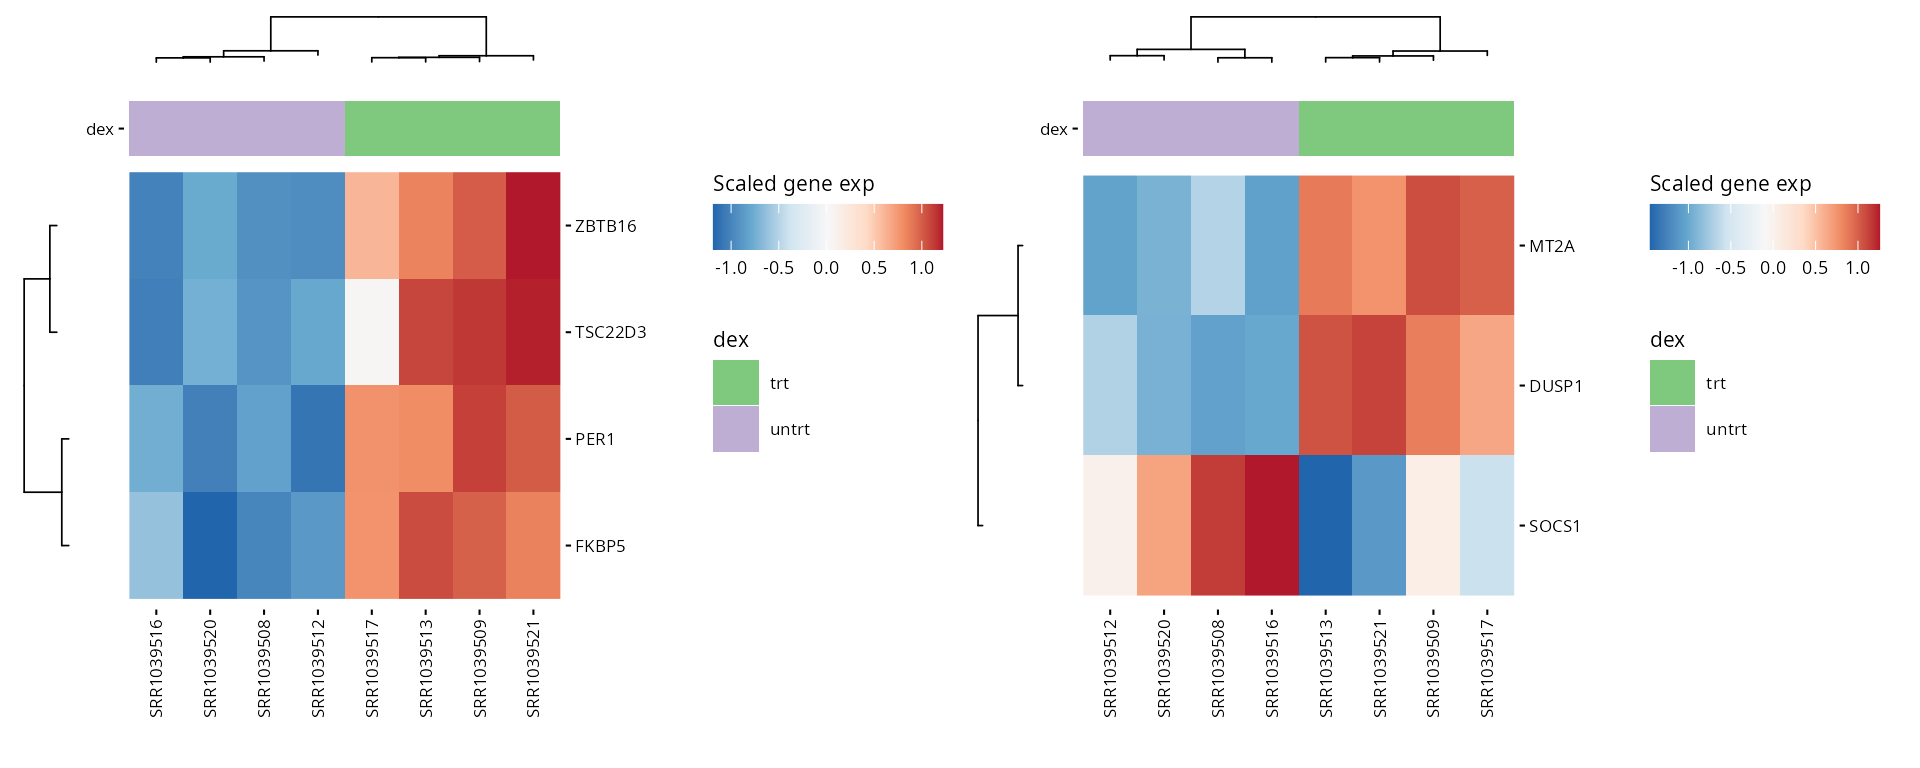 dex
ZBTB16
TSC22D3
PER1
FKBP5
SRR1039516
SRR1039520
SRR1039508
SRR1039512
SRR1039517
SRR1039513
SRR1039509
SRR1039521
Scaled gene exp
-1.0 -0.5 0.0 0.5 1.0
dex
trt
untrt
dex
MT2A
DUSP1
SOCS1
SRR1039512
SRR1039520
SRR1039508
SRR1039516
SRR1039513
SRR1039521
SRR1039509
SRR1039517
Scaled gene exp
-1.0 -0.5 0.0 0.5 1.0
dex
trt
untrt